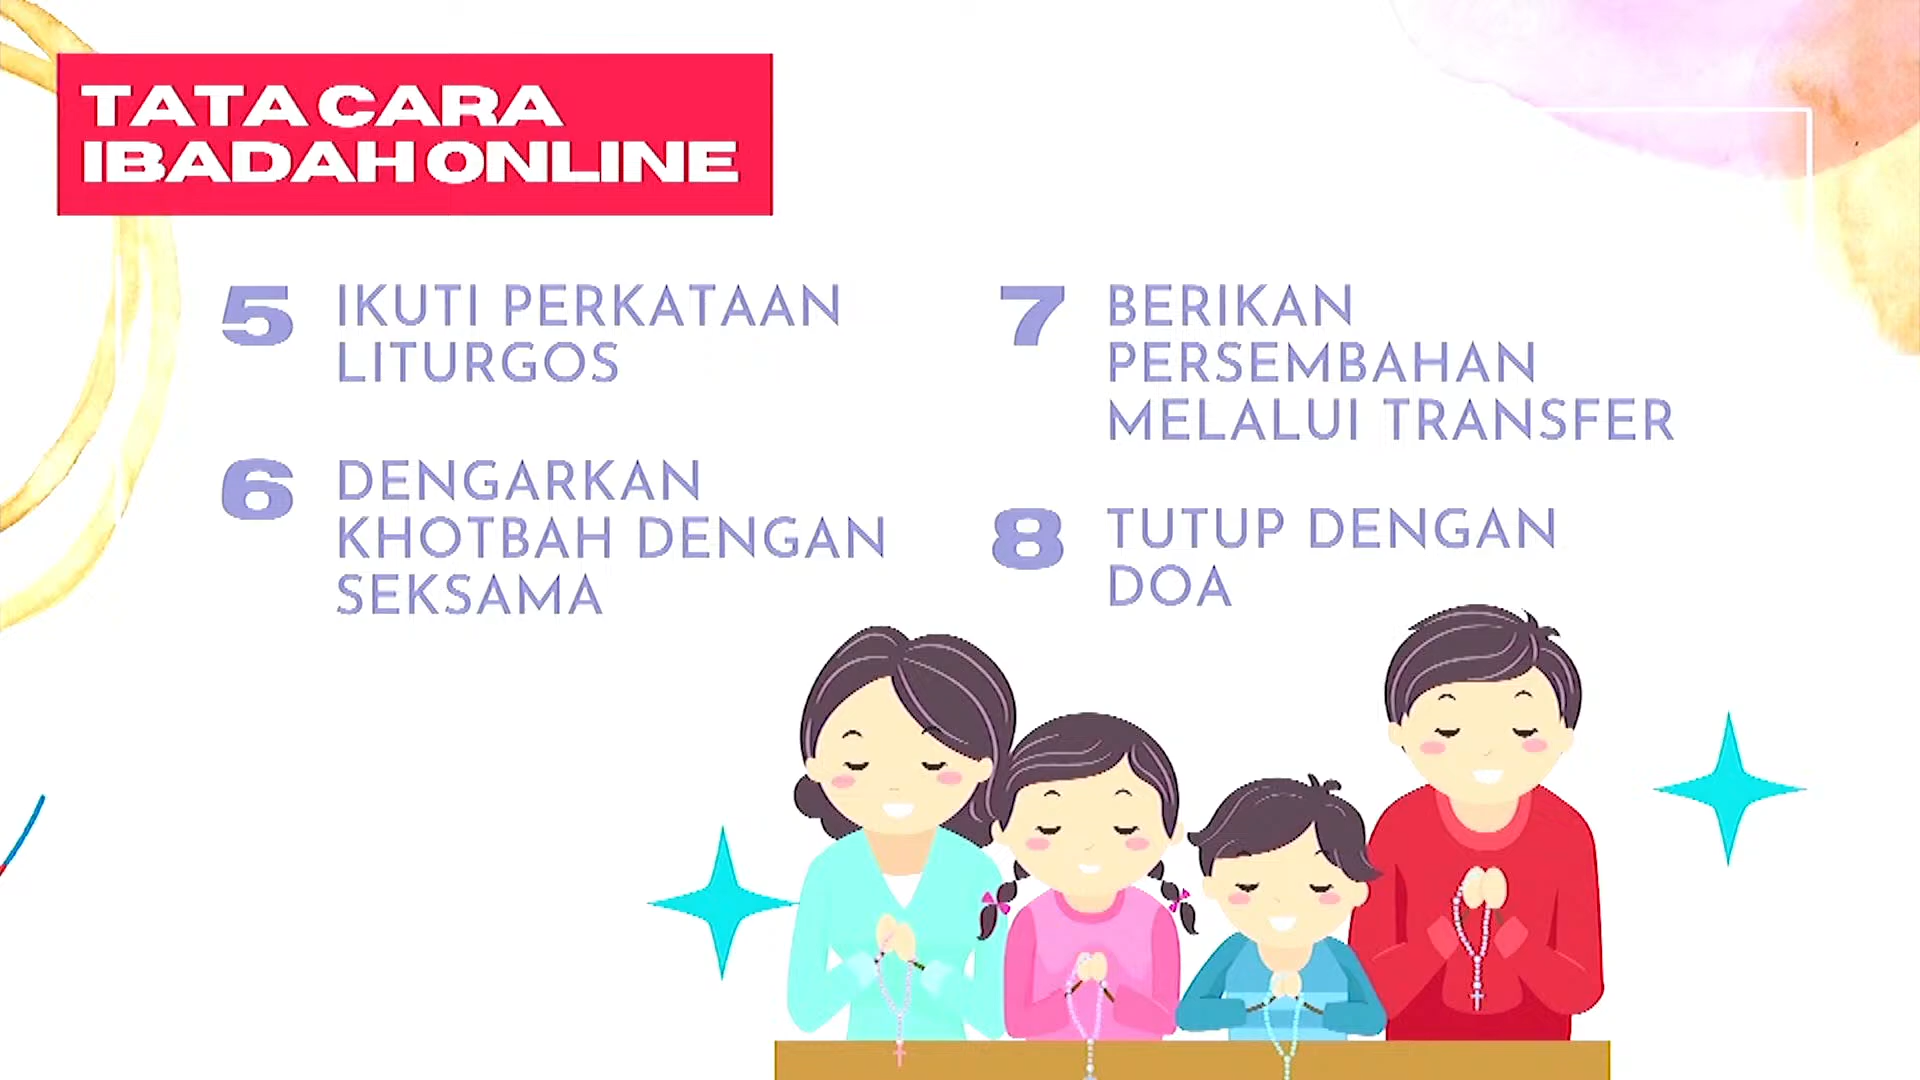 TATA CARA
IBADAH ONLINE
5 IKUTI PERKATAAN
LITURGOS
6 DENGARKAN
KHOTBAH DENGAN
SEKSAMA
7 BERIKAN
PERSEMBAHAN
MELALUI TRANSFER
8 TUTUP DENGAN
DOA